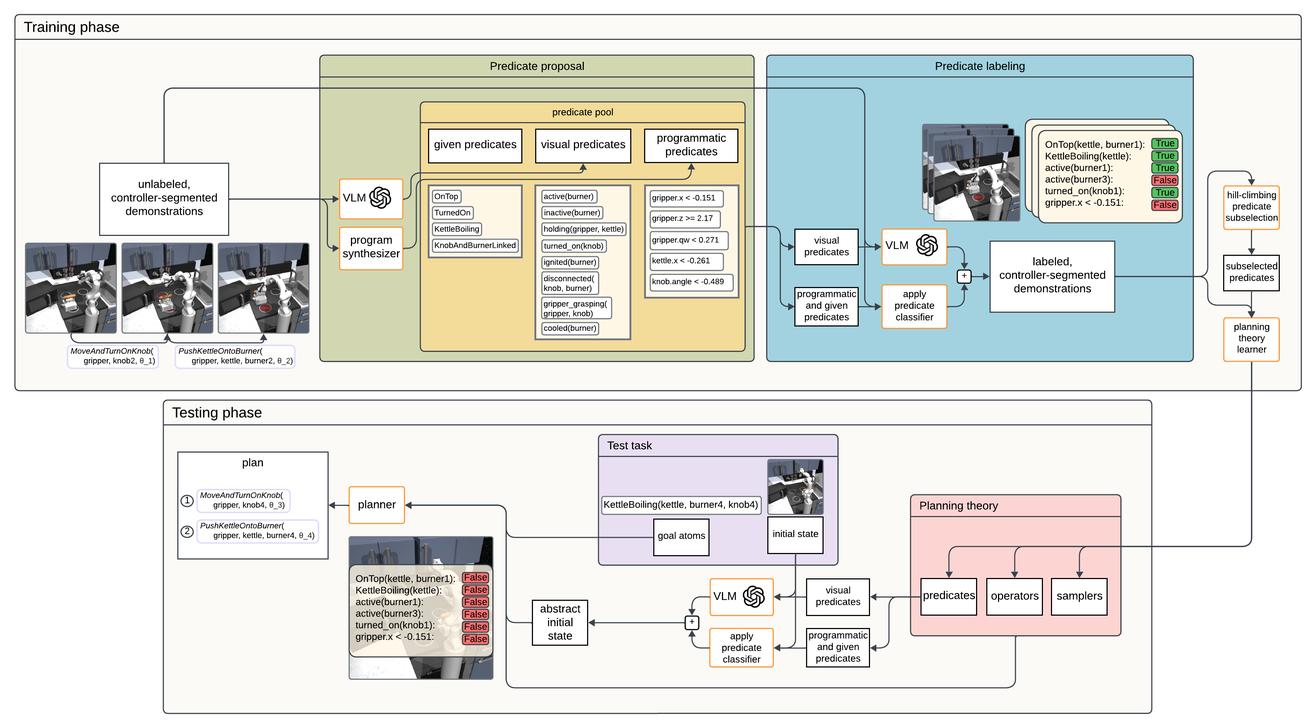 Training phase
unlabeled,
controller-segmented
demonstrations
MoveAndTurnOnKnob(
gripper, knob2, θ_1)
PushKettleOntoBurner(
gripper, kettle, burner2, θ_2)
Predicate proposal
VLM
program
synthesizer
predicate pool
given predicates
OnTop
TurnedOn
KettleBoiling
KnobAndBurnerLinked
visual predicates
active(burner)
inactive(burner)
holding(gripper, kettle)
turned_on(knob)
ignited(burner)
disconnected(
knob, burner)
gripper_grasping(
gripper, knob)
cooled(burner)
programmatic
predicates
gripper.x < -0.151
gripper.z >= 2.17
gripper.qw < 0.271
kettle.x < -0.261
knob.angle < -0.489
Predicate labeling
visual
predicates
programmatic
and given
predicates
VLM
apply
predicate
classifier
+
labeled,
controller-segmented
demonstrations
OnTop(kettle, burner1): True
KettleBoiling(kettle): True
active(burner1): True
active(burner3): False
turned_on(knob1): True
gripper.x < -0.151: False
hill-climbing
predicate
subselection
subselected
predicates
planning
theory
learner
Testing phase
plan
1 MoveAndTurnOnKnob(
gripper, knob4, θ_3)
2 PushKettleOntoBurner(
gripper, kettle, burner4, θ_4)
planner
OnTop(kettle, burner1): False
KettleBoiling(kettle): False
active(burner1): False
active(burner3): False
turned_on(knob1): False
gripper.x < -0.151: False
abstract
initial
state
Test task
KettleBoiling(kettle, burner4, knob4)
goal atoms
initial state
+
VLM
apply
predicate
classifier
visual
predicates
programmatic
and given
predicates
Planning theory
predicates
operators
samplers